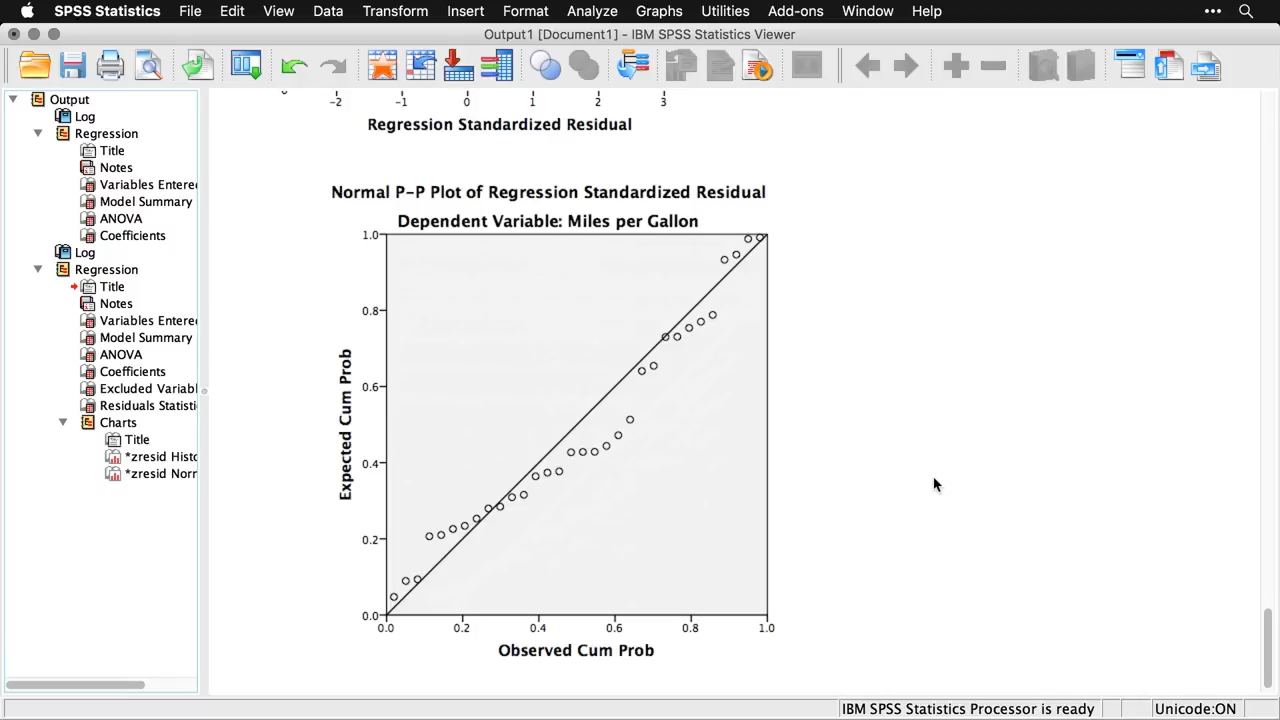 SPSS Statistics File Edit View Data Transform Insert Format Analyze Graphs Utilities Add-ons Window Help
Output1 [Document1] - IBM SPSS Statistics Viewer
Output
Log
Regression
Title
Notes
Variables Entere
Model Summary
ANOVA
Coefficients
Log
Regression
Title
Notes
Variables Entere
Model Summary
ANOVA
Coefficients
Excluded Variabl
Residuals Statisti
Charts
Title
*zresid Histo
*zresid Norr
-2 -1 0 1 2 3
Regression Standardized Residual
Normal P-P Plot of Regression Standardized Residual
Dependent Variable: Miles per Gallon
1.0
0.8
0.6
0.4
0.2
0.0
Expected Cum Prob
0.0 0.2 0.4 0.6 0.8 1.0
Observed Cum Prob
IBM SPSS Statistics Processor is ready Unicode:ON